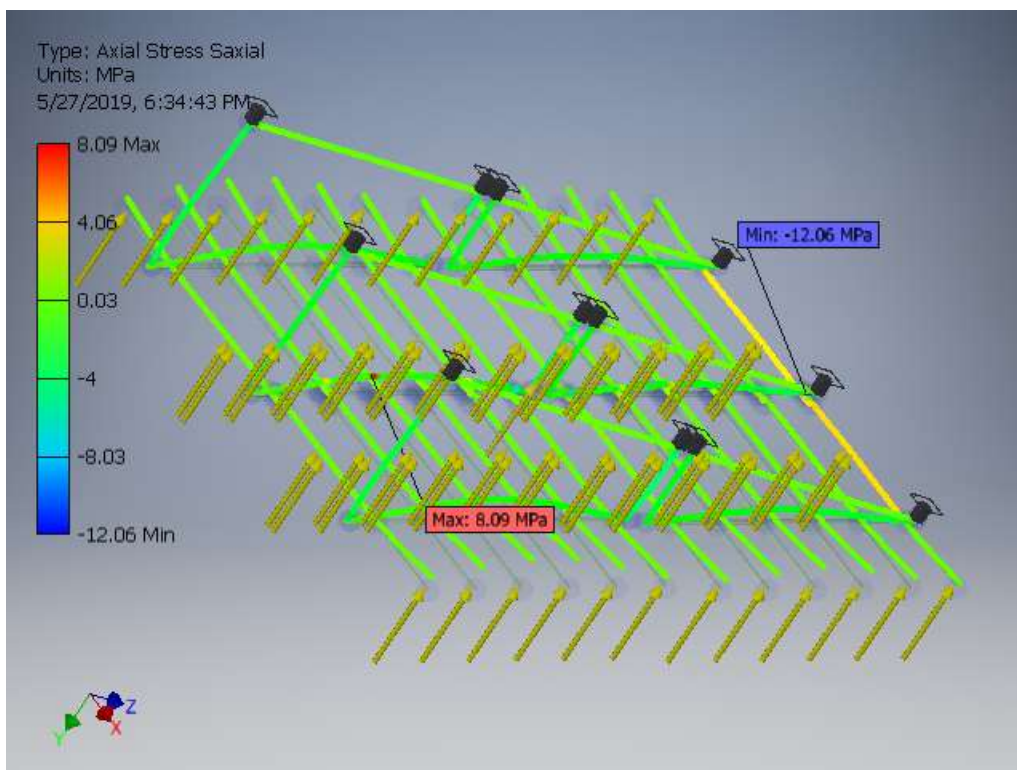 Type: Axial Stress Saxial
Units: MPa
5/27/2019, 6:34:43 PM
8.09 Max
4.06
0.03
-4
-8.03
-12.06 Min
Min: -12.06 MPa
Max: 8.09 MPa
Z
X
Y